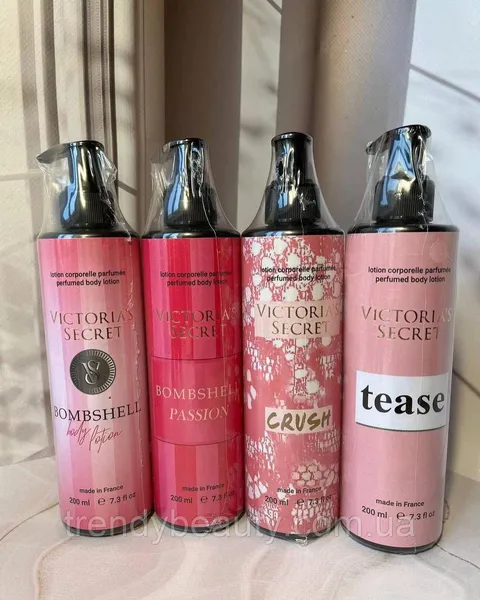 lotion corporelle parfumée
perfumed body lotion
VICTORIA'S
SECRET
VS
BOMBSHELL
body lotion
made in France
200 ml e 7.3 fl oz
lotion corporelle parfumée
perfumed body lotion
VICTORIA'S
SECRET
BOMBSHELL
PASSION
made in France
200 ml e 7.3 fl oz
lotion corporelle parfumée
perfumed body lotion
VICTORIA'S
SECRET
CRUSH
made in France
200 ml e 7.3 fl oz
lotion corporelle parfumée
perfumed body lotion
VICTORIA'S
SECRET
tease
made in France
200 ml e 7.3 fl oz
trendybeauty.com.ua